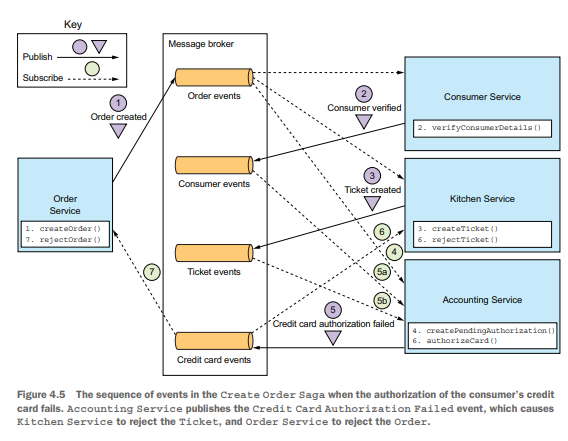 Key
Publish
Subscribe
Message broker
Order events
Consumer events
Ticket events
Credit card events
1
Order created
2
Consumer verified
3
Ticket created
6
4
5a
5b
5
Credit card authorization failed
7
Order
Service
1. createOrder()
7. rejectOrder()
Consumer Service
2. verifyConsumerDetails()
Kitchen Service
3. createTicket()
6. rejectTicket()
Accounting Service
4. createPendingAuthorization()
6. authorizeCard()
Figure 4.5 The sequence of events in the Create Order Saga when the authorization of the consumer's credit
card fails. Accounting Service publishes the Credit Card Authorization Failed event, which causes
Kitchen Service to reject the Ticket, and Order Service to reject the Order.